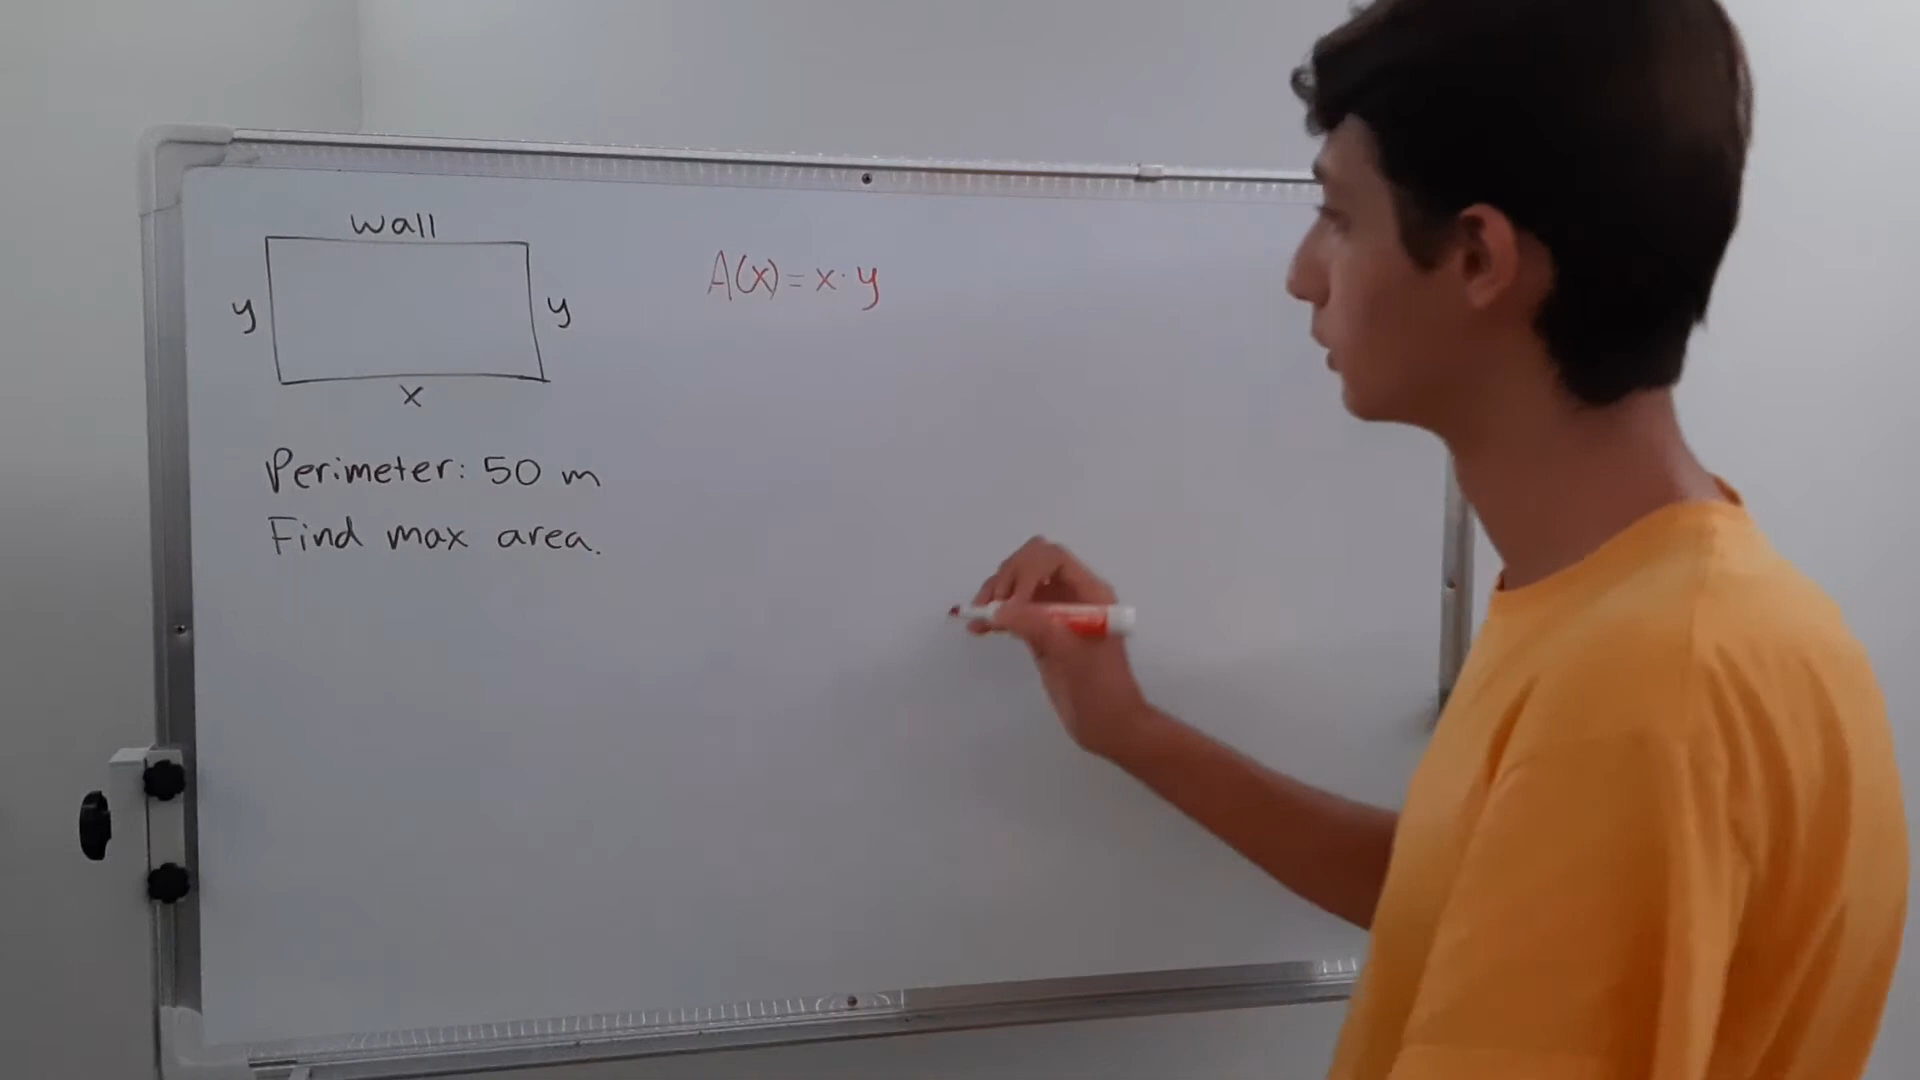 wall
y
y
x
Perimeter: 50 m
Find max area.
A(x) = x · y